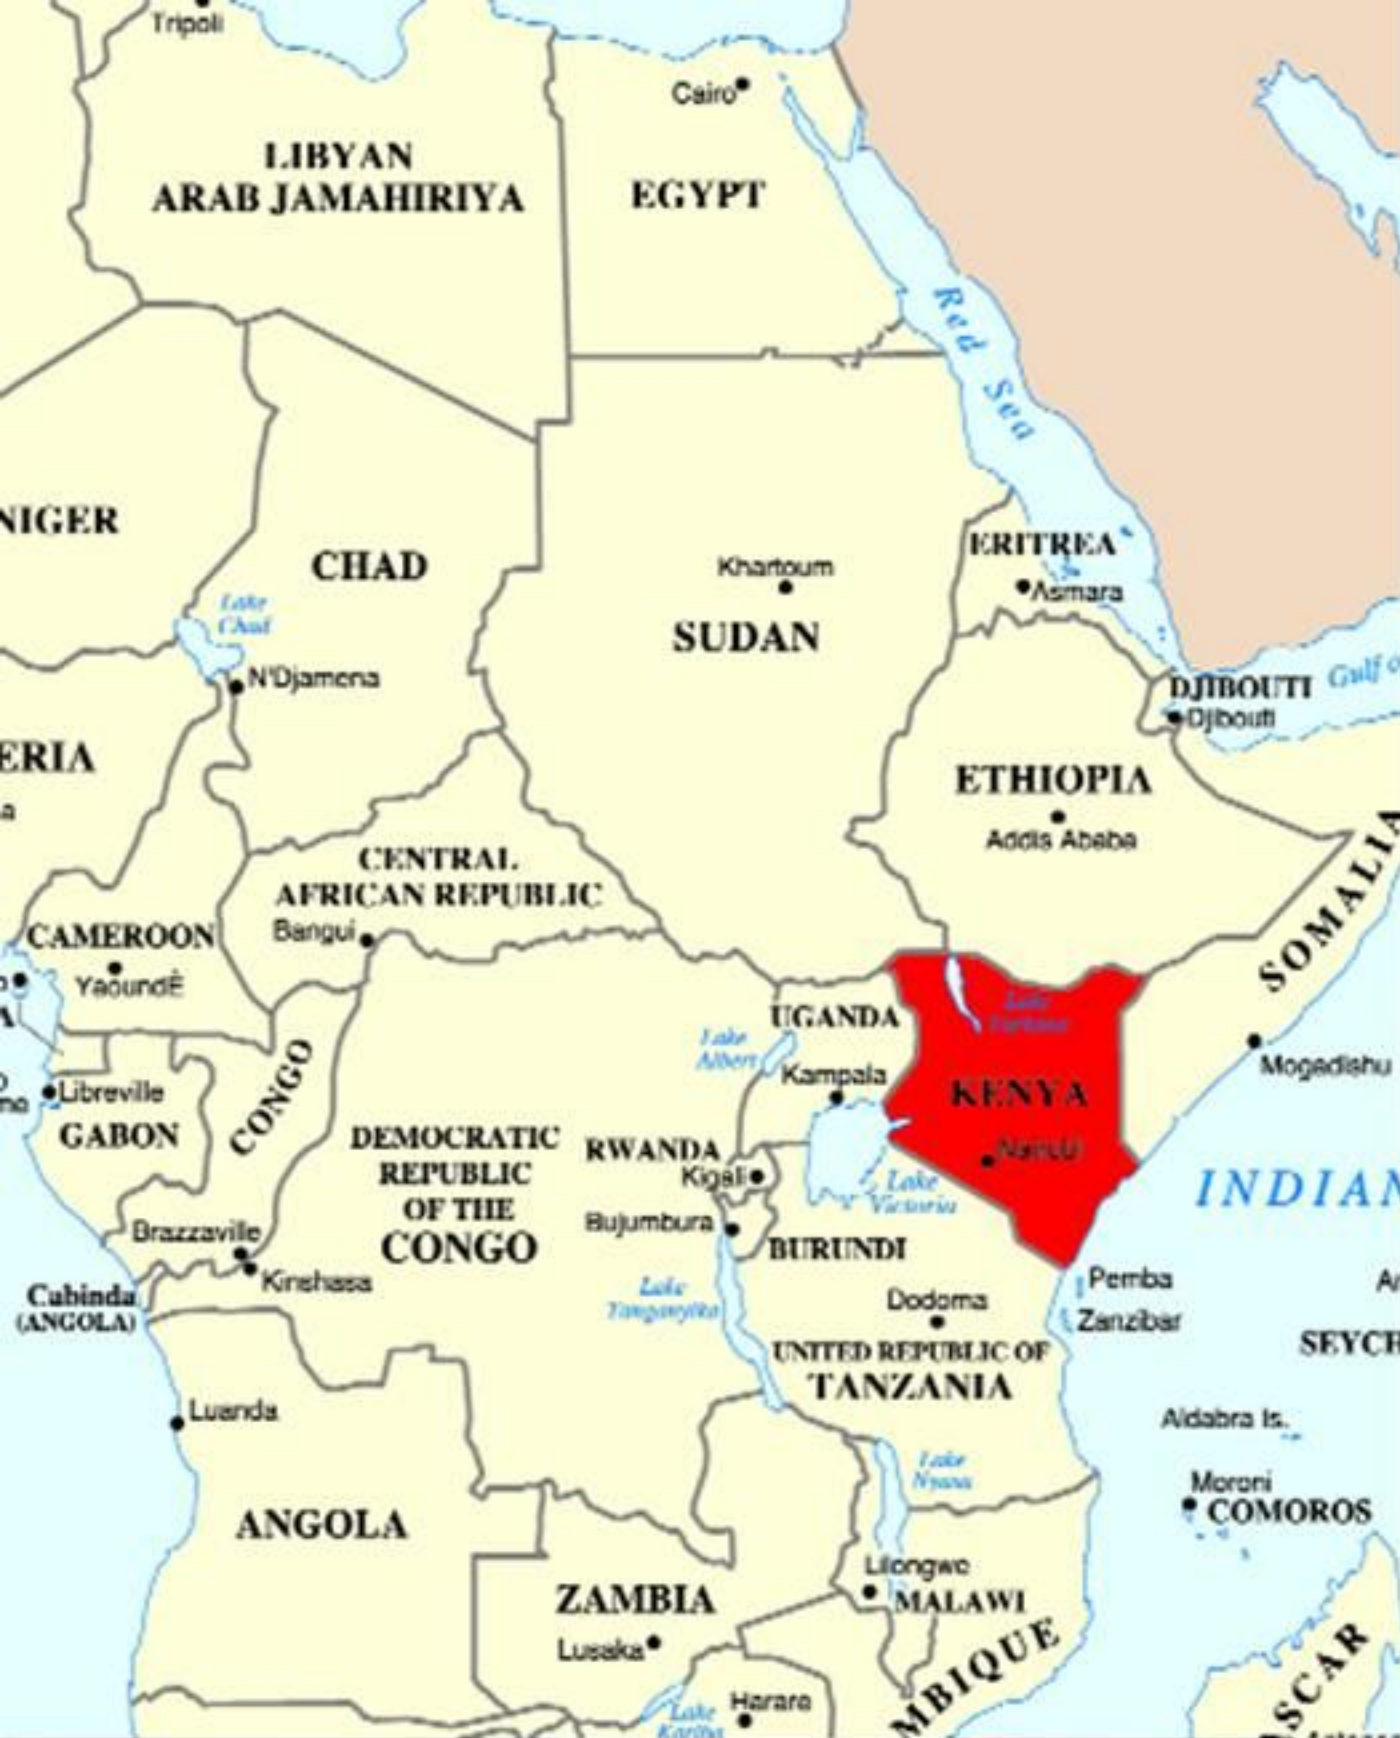 Tripoli
Cairo
LIBYAN
ARAB JAMAHIRIYA
EGYPT
Red Sea
NIGER
CHAD
Khartoum
SUDAN
ERITREA
Asmara
Lake
Chad
N'Djamena
DJIBOUTI
Djibouti
Gulf o
ERIA
a
ETHIOPIA
Addis Ababa
SOMALIA
CENTRAL
AFRICAN REPUBLIC
Bangui
CAMEROON
YaoundÈ
A
UGANDA
Lake
Turkana
Lake
Albert
Kampala
Mogadishu
Libreville
GABON
CONGO
KENYA
Nairobi
DEMOCRATIC
REPUBLIC
OF THE
CONGO
RWANDA
Kigali
Lake
Victoria
INDIAN
Bujumbura
BURUNDI
Brazzaville
Kinshasa
Cabinda
(ANGOLA)
Lake
Tanganyika
Dodoma
Pemba
Zanzibar
SEYCH
UNITED REPUBLIC OF
TANZANIA
Luanda
Aldabra Is.
Lake
Nyasa
Moroni
COMOROS
ANGOLA
Lilongwe
MALAWI
ZAMBIA
Lusaka
MBIQUE
SCAR
Lake
Kariba
Harare